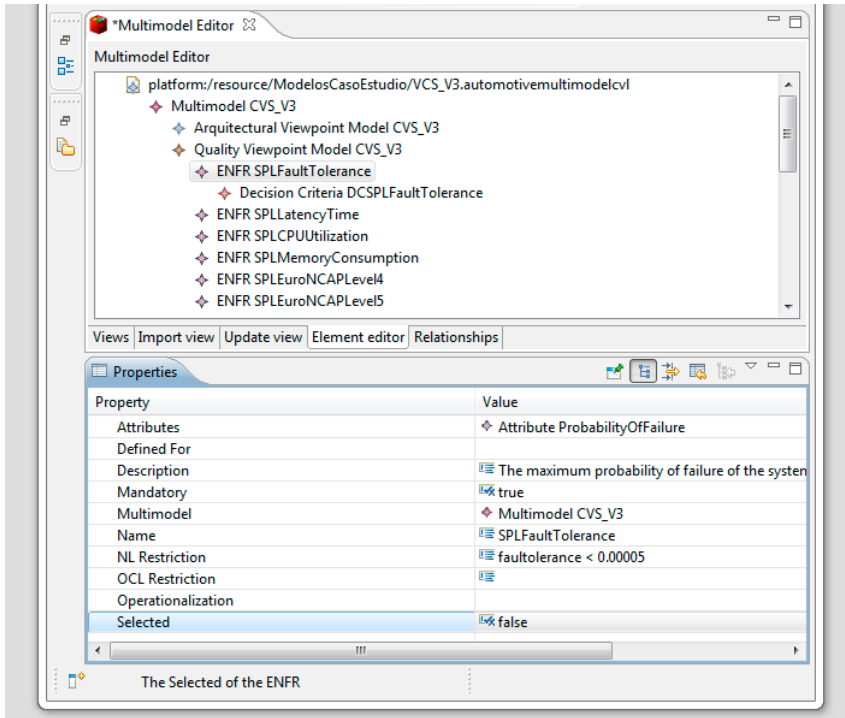 *Multimodel Editor
Multimodel Editor
platform:/resource/ModelosCasoEstudio/VCS_V3.automotivemultimodelcvl
Multimodel CVS_V3
Arquitectural Viewpoint Model CVS_V3
Quality Viewpoint Model CVS_V3
ENFR SPLFaultTolerance
Decision Criteria DCSPLFaultTolerance
ENFR SPLLatencyTime
ENFR SPLCPUUtilization
ENFR SPLMemoryConsumption
ENFR SPLEuroNCAPLevel4
ENFR SPLEuroNCAPLevel5
Views Import view Update view Element editor Relationships
Properties
Property Value
Attributes Attribute ProbabilityOfFailure
Defined For
Description The maximum probability of failure of the system
Mandatory true
Multimodel Multimodel CVS_V3
Name SPLFaultTolerance
NL Restriction faultolerance < 0.00005
OCL Restriction
Operationalization
Selected false
The Selected of the ENFR